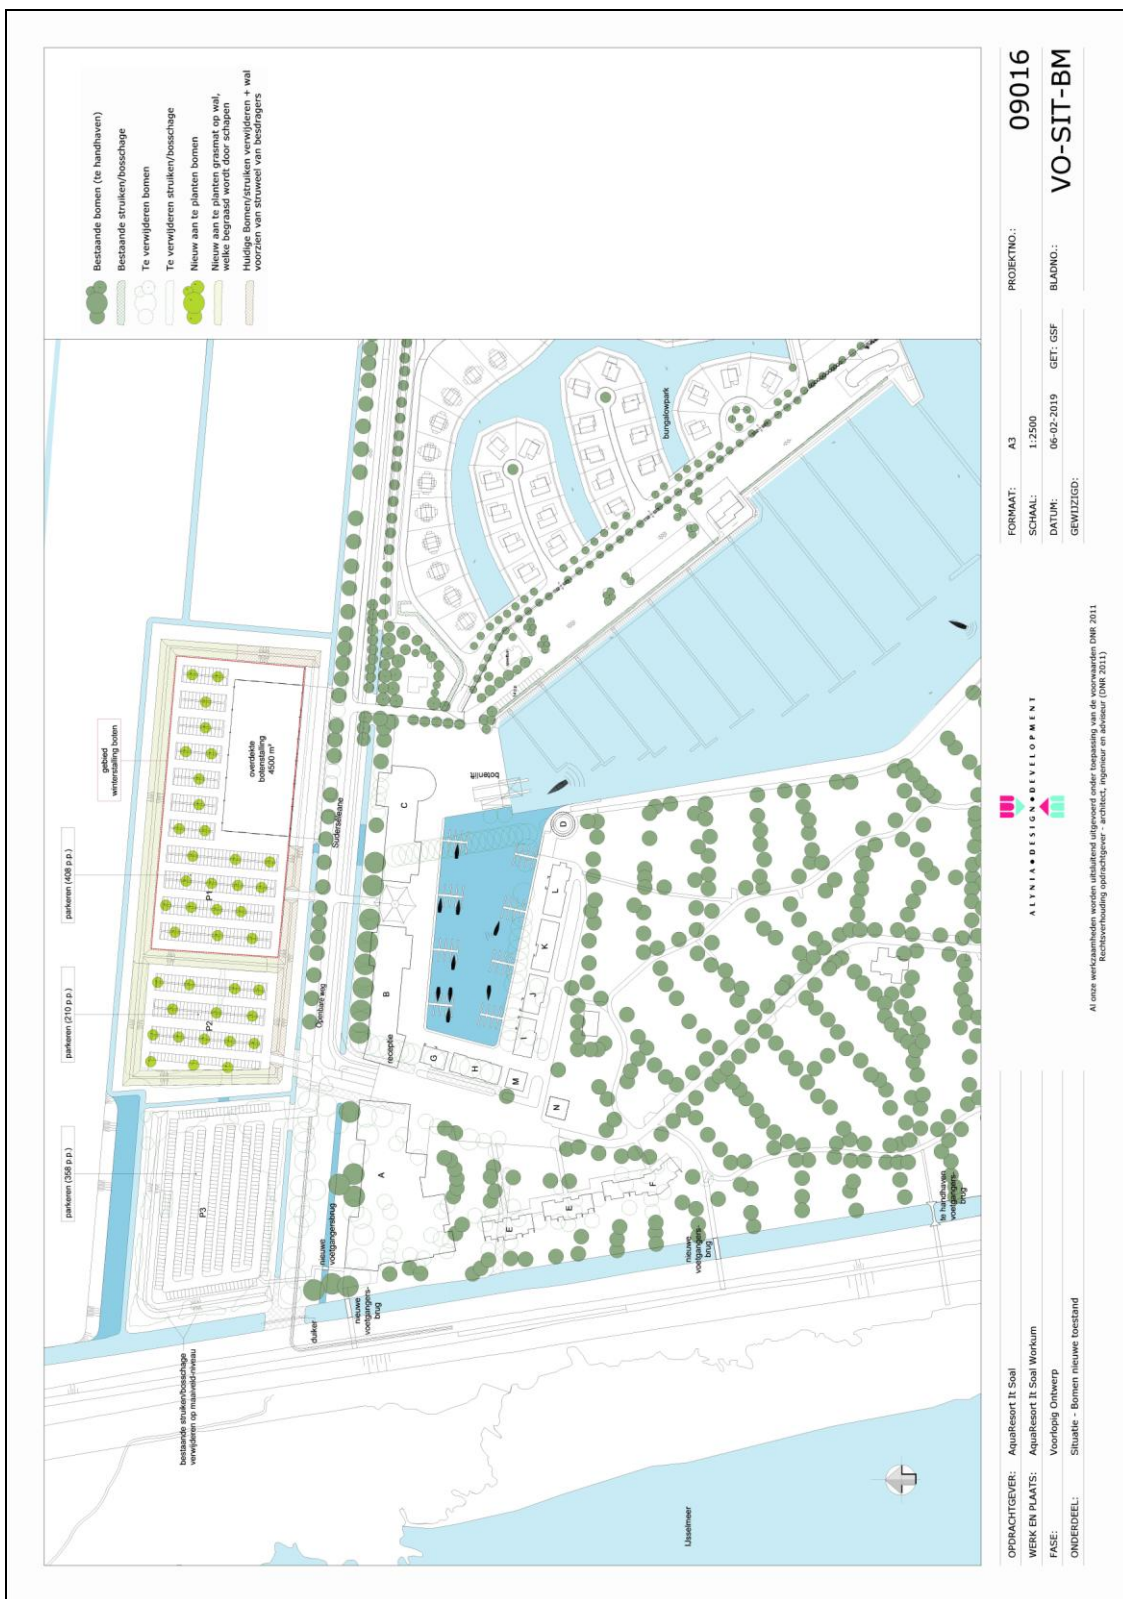 Bestaande bomen (te handhaven)
Bestaande struiken/bosschage
Te verwijderen bomen
Te verwijderen struiken/bosschage
Nieuw aan te planten bomen
Nieuw aan te planten grasmat op wal,
welke begraasd wordt door schapen
Huidige Bomen/struiken verwijderen + wal
voorzien van struweel van besdragers
parkeren (358 p.p.)
parkeren (210 p.p.)
parkeren (408 p.p.)
gebied
winterstalling boten
bestaande struiken/bosschage
verwijderen op maaiveld-niveau
P3
P2
P1
overdekte
botenstalling
4500 m²
duiker
nieuwe
voetgangersbrug
Openbare weg
Suderséleane
nieuwe
voetgangers-
brug
A
receptie
B
C
G
H
M
N
I
J
K
L
D
E
E
F
botenlift
bungalowpark
nieuwe
voetgangers-
brug
te handhaven
voetgangers-
brug
IJsselmeer
OPDRACHTGEVER: AquaResort It Soal
WERK EN PLAATS: AquaResort It Soal Workum
FASE: Voorlopig Ontwerp
ONDERDEEL: Situatie - Bomen nieuwe toestand
ALYNIA DESIGN DEVELOPMENT
Al onze werkzaamheden worden uitsluitend uitgevoerd onder toepassing van de voorwaarden DNR 2011
Rechtsverhouding opdrachtgever - architect, ingenieur en adviseur (DNR 2011)
FORMAAT: A3
SCHAAL: 1:2500
DATUM: 06-02-2019 GET: GSF
GEWIJZIGD:
PROJEKTNO.: 09016
BLADNO.: VO-SIT-BM